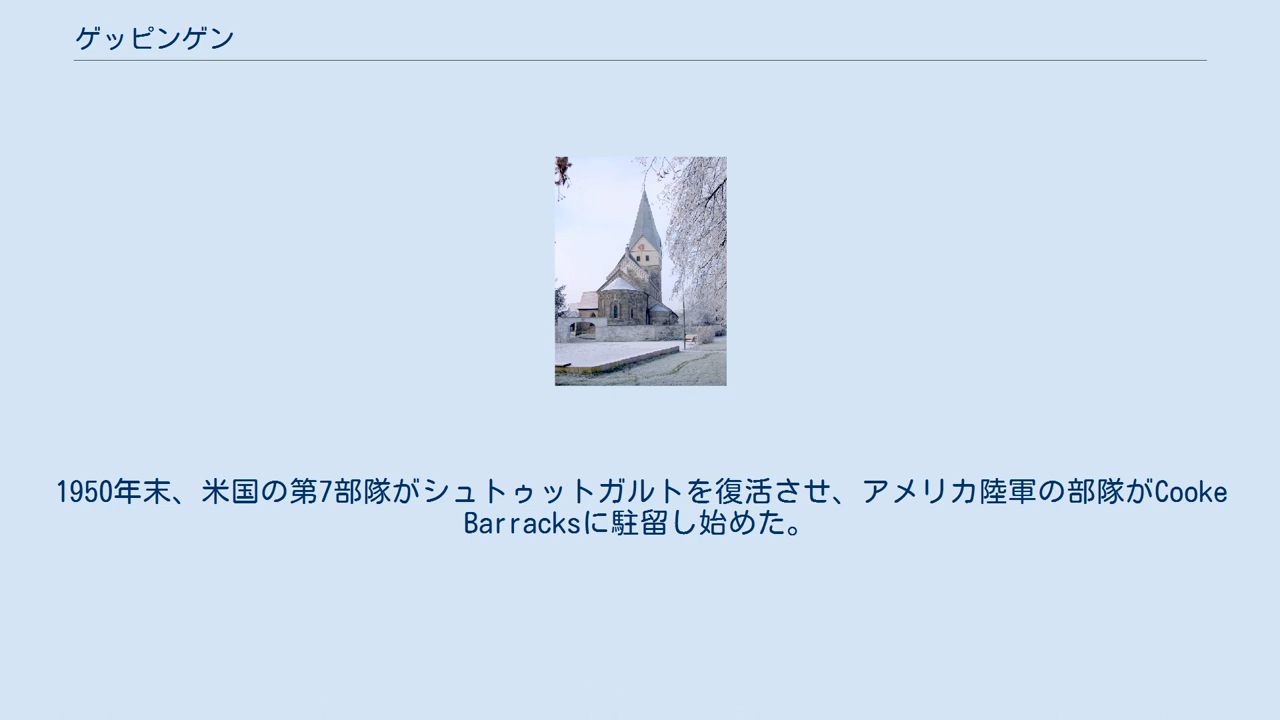 ゲッピンゲン
1950年末、米国の第7部隊がシュトゥットガルトを復活させ、アメリカ陸軍の部隊がCooke
Barracksに駐留し始めた。